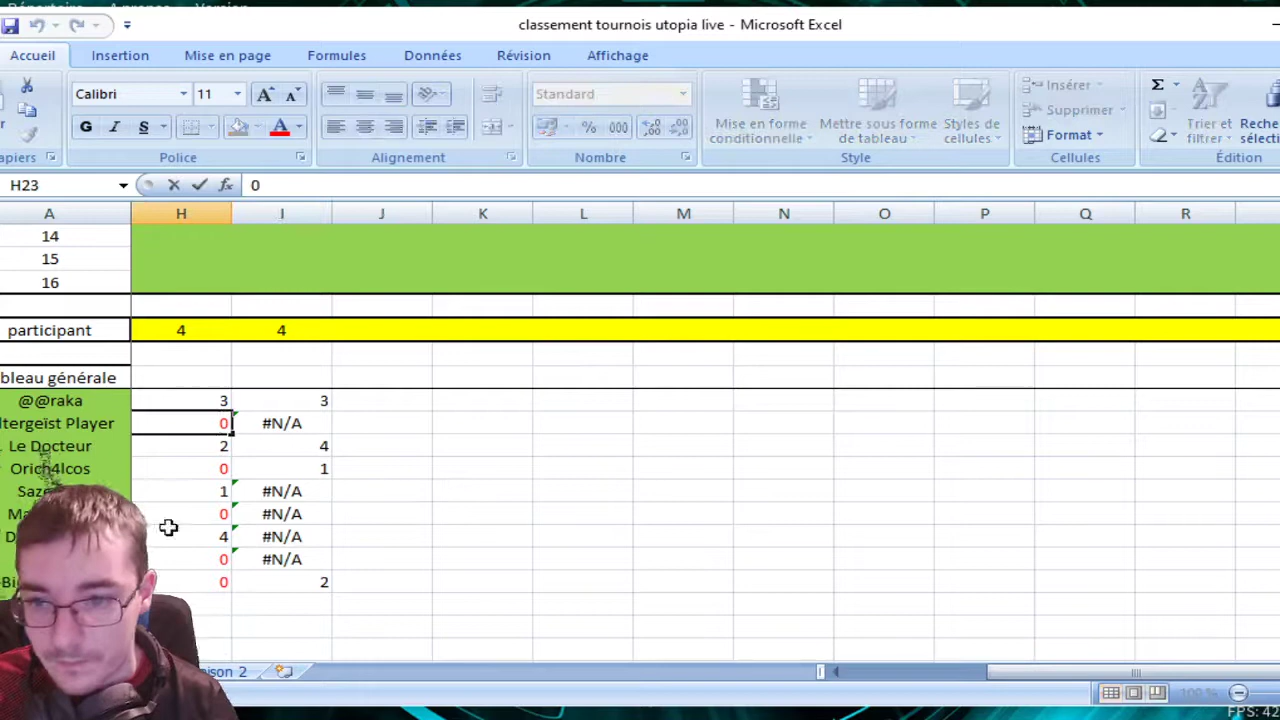 classement tournois utopia live - Microsoft Excel
Accueil Insertion Mise en page Formules Données Révision Affichage
Calibri 11 Standard
Insérer
Supprimer
Format
Σ
G I S A % 000
Mise en forme conditionnelle
Mettre sous forme de tableau
Styles de cellules
Trier et filtrer
Police Alignement Nombre Style Cellules Édition
H23 fx 0
A H I J K L M N O P Q R
14
15
16
participant 4 4
bleau générale
@@raka 3 3
tergeïst Player 0 #N/A
Le Docteur 2 4
Orich4lcos 0 1
Saze 1 #N/A
Ma 0 #N/A
D 4 #N/A
0 #N/A
Bi 0 2
ison 2
100 %
FPS: 42